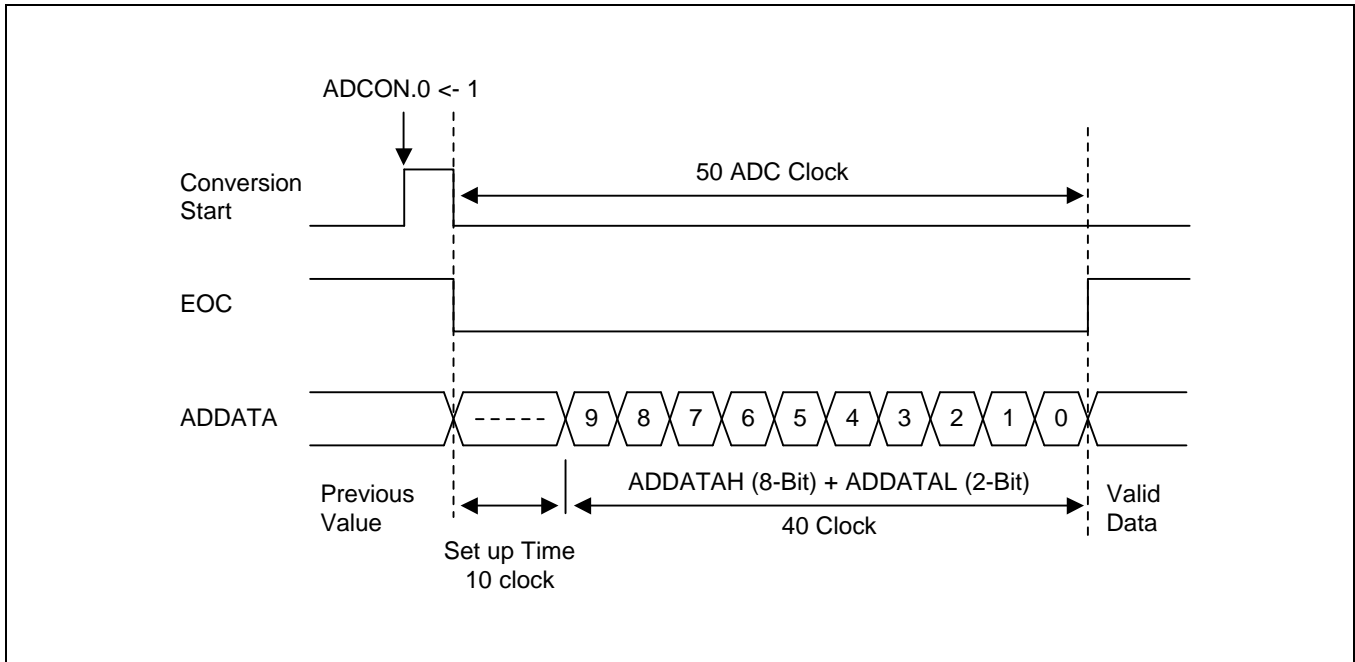 ADCON.0 <- 1
Conversion
Start
50 ADC Clock
EOC
ADDATA
-----
9
8
7
6
5
4
3
2
1
0
Previous
Value
ADDATAH (8-Bit) + ADDATAL (2-Bit)
40 Clock
Valid
Data
Set up Time
10 clock